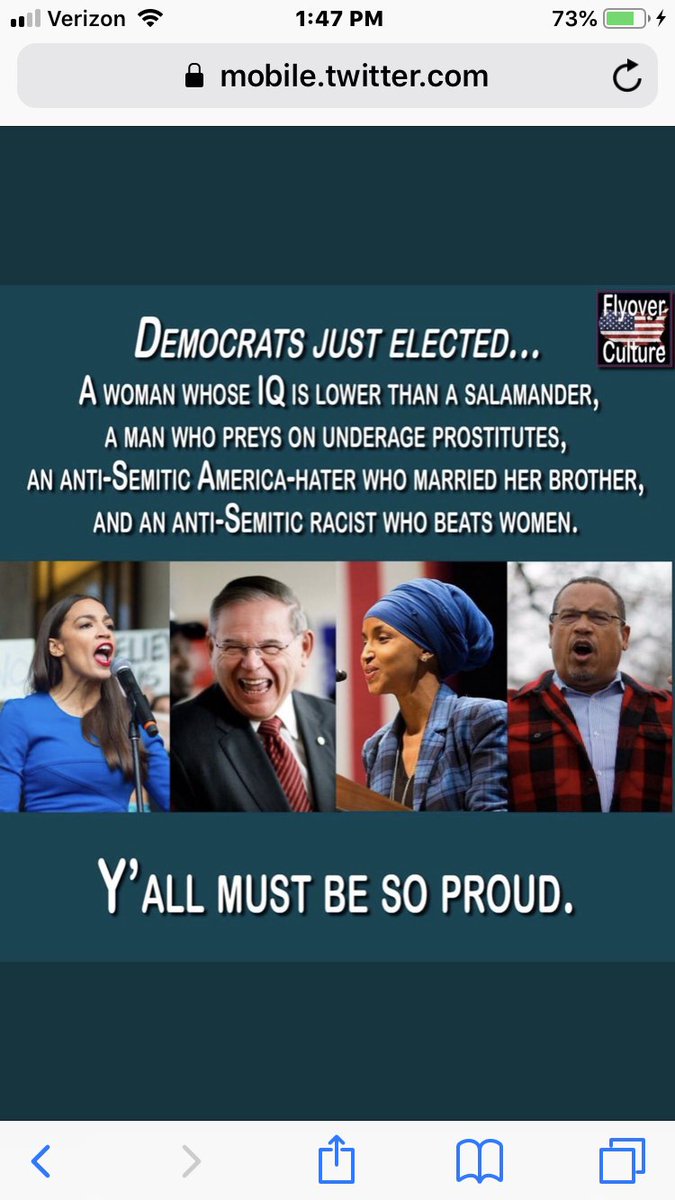 Verizon 1:47 PM 73%
mobile.twitter.com
Flyover
Culture
DEMOCRATS JUST ELECTED...
A WOMAN WHOSE IQ IS LOWER THAN A SALAMANDER,
A MAN WHO PREYS ON UNDERAGE PROSTITUTES,
AN ANTI-SEMITIC AMERICA-HATER WHO MARRIED HER BROTHER,
AND AN ANTI-SEMITIC RACIST WHO BEATS WOMEN.
Y'ALL MUST BE SO PROUD.